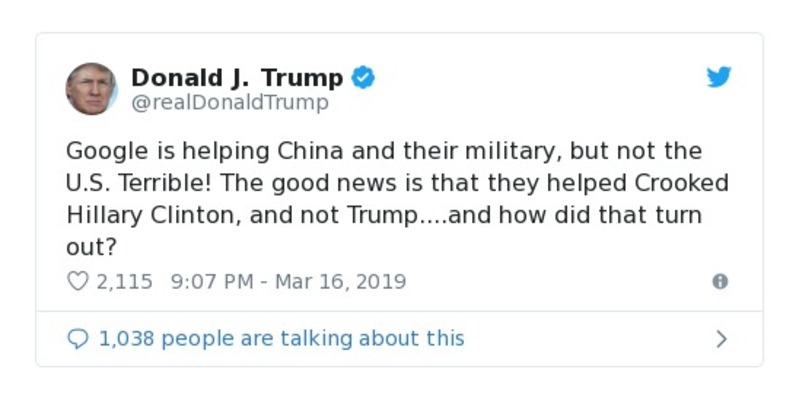 Donald J. Trump
@realDonaldTrump
Google is helping China and their military, but not the
U.S. Terrible! The good news is that they helped Crooked
Hillary Clinton, and not Trump....and how did that turn
out?
2,115 9:07 PM - Mar 16, 2019
1,038 people are talking about this